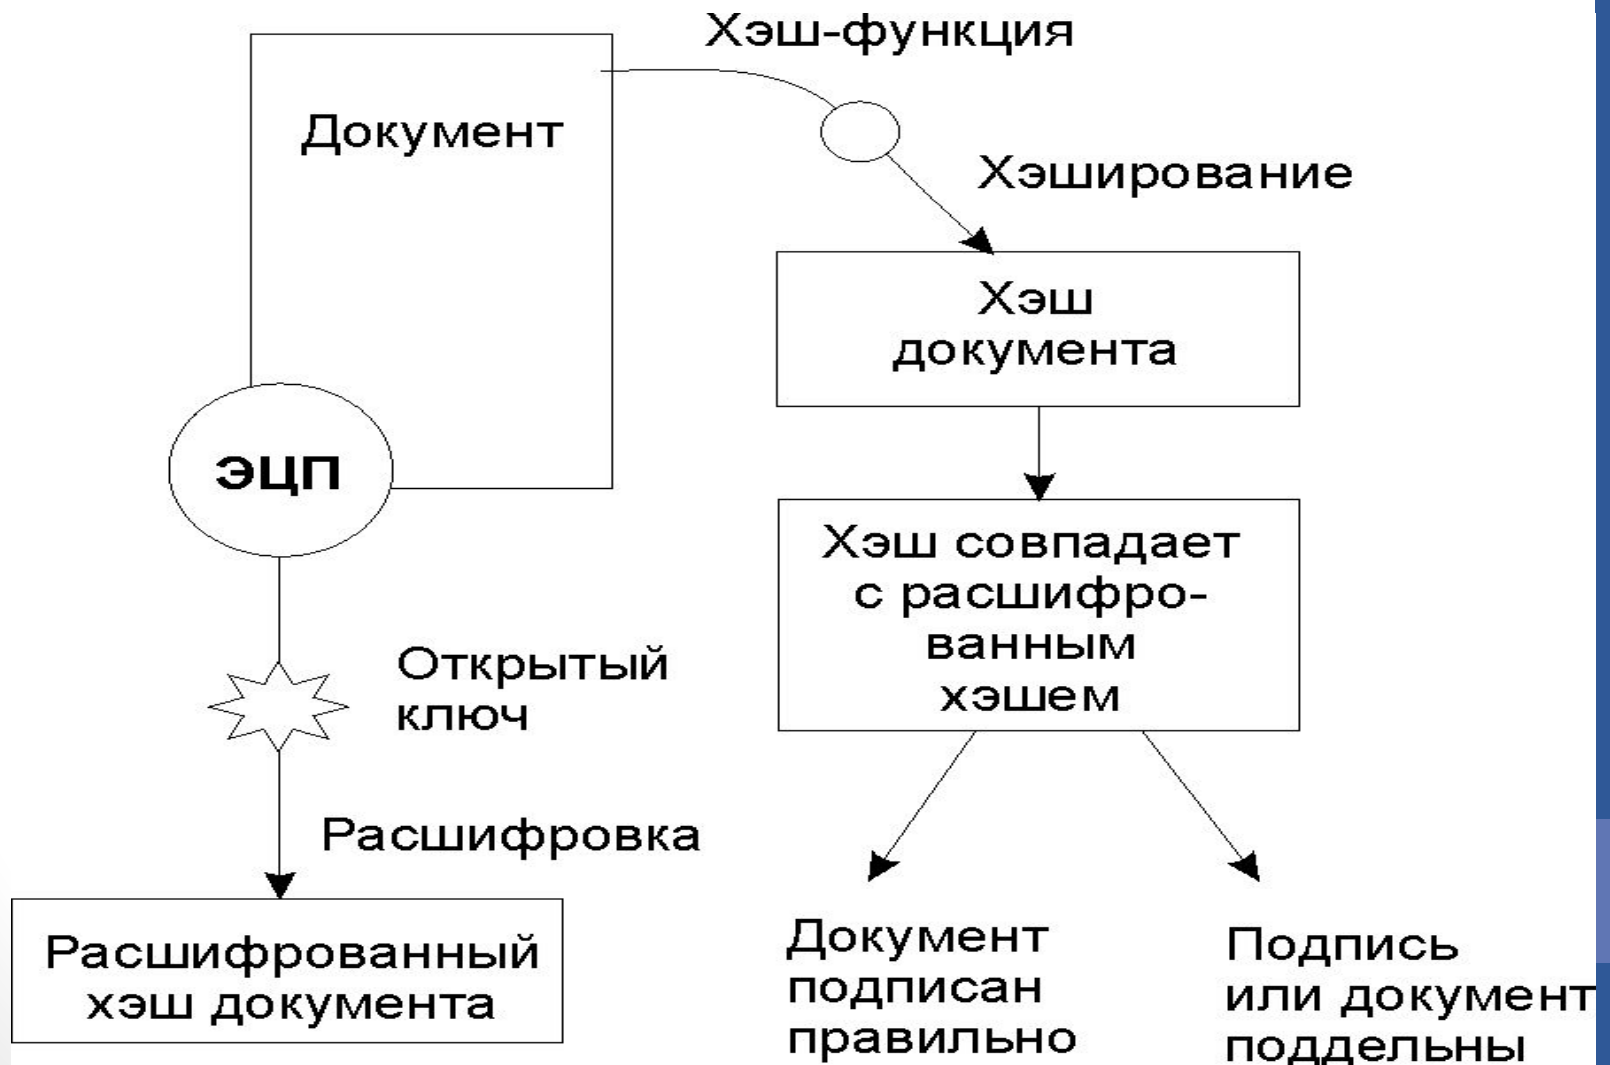 Хэш-функция
Документ
Хэширование
Хэш
документа
ЭЦП
Хэш совпадает
с расшифро-
ванным
хэшем
Открытый
ключ
Расшифровка
Расшифрованный
хэш документа
Документ
подписан
правильно
Подпись
или документ
поддельны